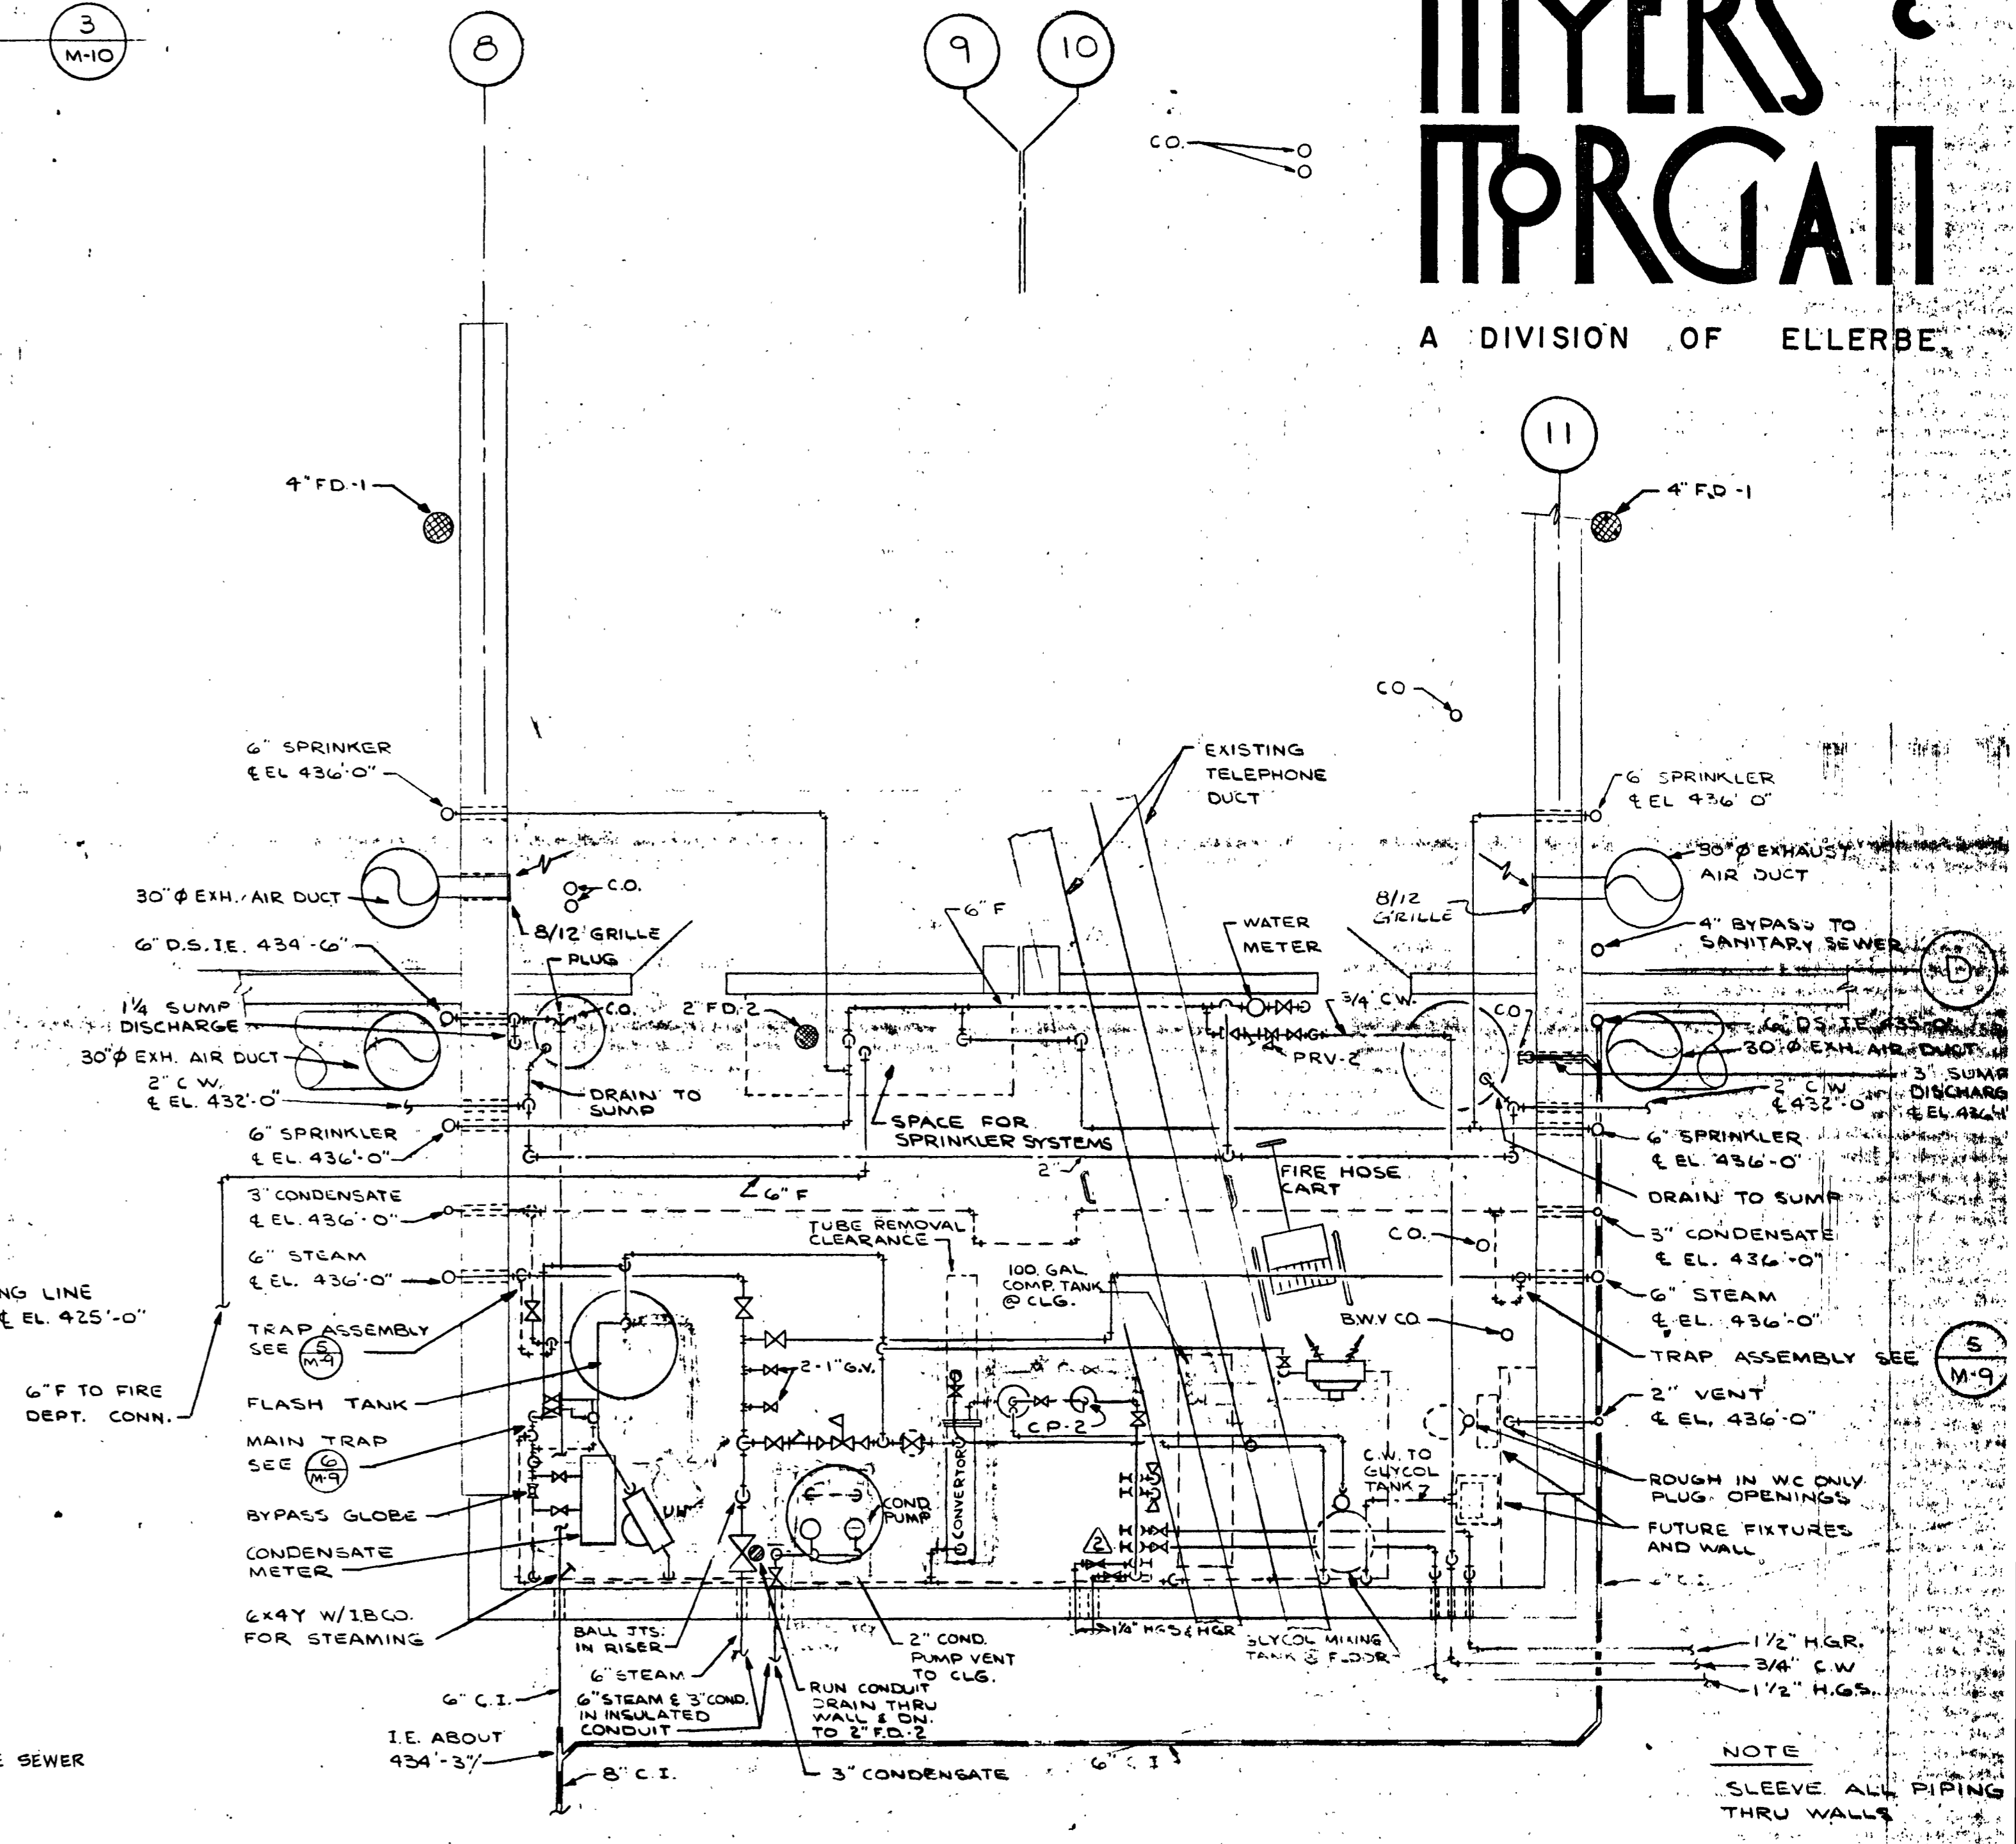 3
M-10
8
9
10
MYERS &
MORGAN
A DIVISION OF ELLERBE.
C.O.
11
4" F.D.-1
4" F.D-1
CO
6" SPRINKER
℄ EL 436'-0"
EXISTING
TELEPHONE
DUCT
6" SPRINKLER
℄ EL 436' 0"
30" Ø EXH. AIR DUCT
C.O.
8/12 GRILLE
6" F
WATER
METER
8/12
GRILLE
30" Ø EXHAUST
AIR DUCT
4" BYPASS TO
SANITARY SEWER
D
6" D.S. I.E. 434'-6"
PLUG
1¼ SUMP
DISCHARGE
C.O.
2" F.D.-2
3/4" C.W.
CO
6" D.S. I.E. 435'-0"
30" Ø EXH. AIR DUCT
30" Ø EXH. AIR DUCT
PRV-2
3" SUMP
DISCHARG
2" C.W.
℄ EL. 432'-0"
DRAIN TO
SUMP
2" C.W
℄ 432'-0"
SPACE FOR
SPRINKLER SYSTEMS
6" SPRINKLER
℄ EL. 436'-0"
6" SPRINKLER
℄ EL. 436'-0"
2"
6" F
FIRE HOSE
CART
DRAIN TO SUMP
3" CONDENSATE
℄ EL. 436'-0"
TUBE REMOVAL
CLEARANCE
C.O.
3" CONDENSATE
℄ EL. 436'-0"
6" STEAM
℄ EL. 436'-0"
100 GAL
COMP. TANK
@ CLG.
6" STEAM
℄ EL. 436'-0"
NG LINE
℄ EL. 425'-0"
TRAP ASSEMBLY
SEE 5
M-9
B.W.V CO.
TRAP ASSEMBLY SEE 5
M-9
2-1" G.V.
6" F TO FIRE
DEPT. CONN.
FLASH TANK
2" VENT
℄ EL. 436'-0"
C.P-2
MAIN TRAP
SEE 6
M-9
C.W. TO
GLYCOL
TANK
ROUGH IN W.C ONLY
PLUG OPENINGS
BYPASS GLOBE
U.H.
COND.
PUMP
CONVERTOR
FUTURE FIXTURES
AND WALL
CONDENSATE
METER
2
6" C.I.
6x4Y W/I.B.C.O.
FOR STEAMING
BALL JTS.
IN RISER
2" COND.
PUMP VENT
TO CLG.
1¼" HGS & HGR
GLYCOL MIXING
TANK @ FLOOR
1½" H.G.R.
3/4" C.W
1½" H.G.S.
6" STEAM
6" C.I.
6" STEAM & 3" COND.
IN INSULATED
CONDUIT
RUN CONDUIT
DRAIN THRU
WALL & DN.
TO 2" F.D.-2
I.E. ABOUT
434'-3"
8" C.I.
3" CONDENSATE
6" C.I.
E SEWER
NOTE
SLEEVE ALL PIPING
THRU WALLS